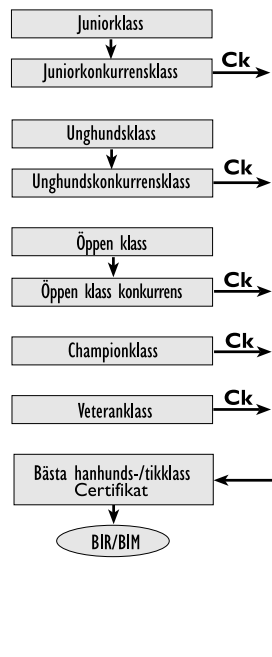 Juniorklass
Juniorkonkurrensklass Ck
Unghundsklass
Unghundskonkurrensklass Ck
Öppen klass
Öppen klass konkurrens Ck
Championklass Ck
Veteranklass Ck
Bästa hanhunds-/tikklass
Certifikat
BIR/BIM